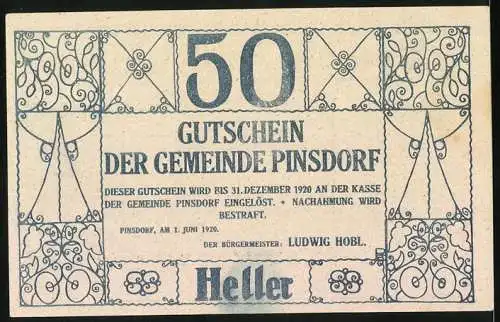 50
GUTSCHEIN
DER GEMEINDE PINSDORF
DIESER GUTSCHEIN WIRD BIS 31. DEZEMBER 1920 AN DER KASSE
DER GEMEINDE PINSDORF EINGELÖST. + NACHAHMUNG WIRD
BESTRAFT.
PINSDORF, AM 1. JUNI 1920.
DER BÜRGERMEISTER: LUDWIG HOBL.
Heller